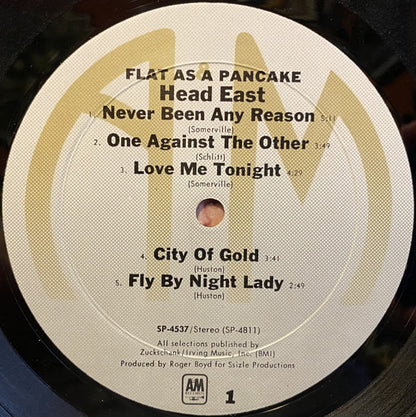 FLAT AS A PANCAKE
Head East
1. Never Been Any Reason 5:11
(Somerville)
2. One Against The Other 3:49
(Schlitt)
3. Love Me Tonight 4:29
(Somerville)
4. City Of Gold 3:41
(Huston)
5. Fly By Night Lady 2:49
(Huston)
SP-4537/Stereo (SP-4811)
All selections published by
Zuckschank/Irving Music, Inc. (BMI)
Produced by Roger Boyd for Ssizle Productions
AM
RECORDS
1